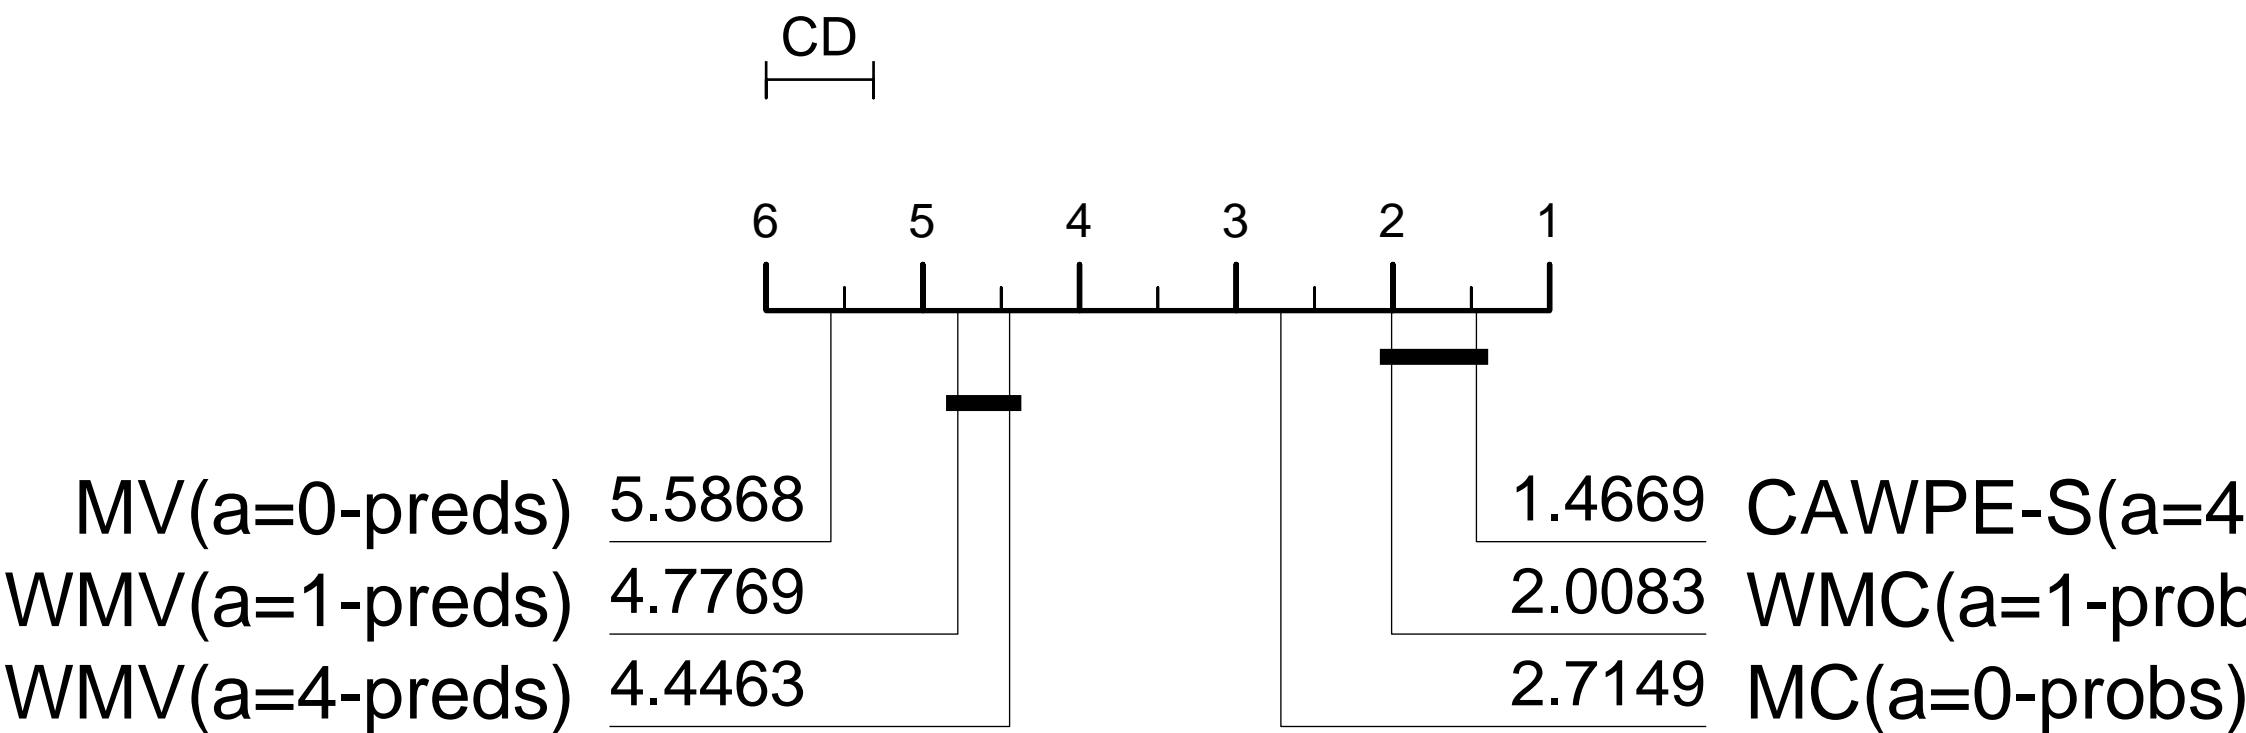 CD
6 5 4 3 2 1
MV(a=0-preds) 5.5868 1.4669 CAWPE-S(a=4
WMV(a=1-preds) 4.7769 2.0083 WMC(a=1-prob
WMV(a=4-preds) 4.4463 2.7149 MC(a=0-probs)